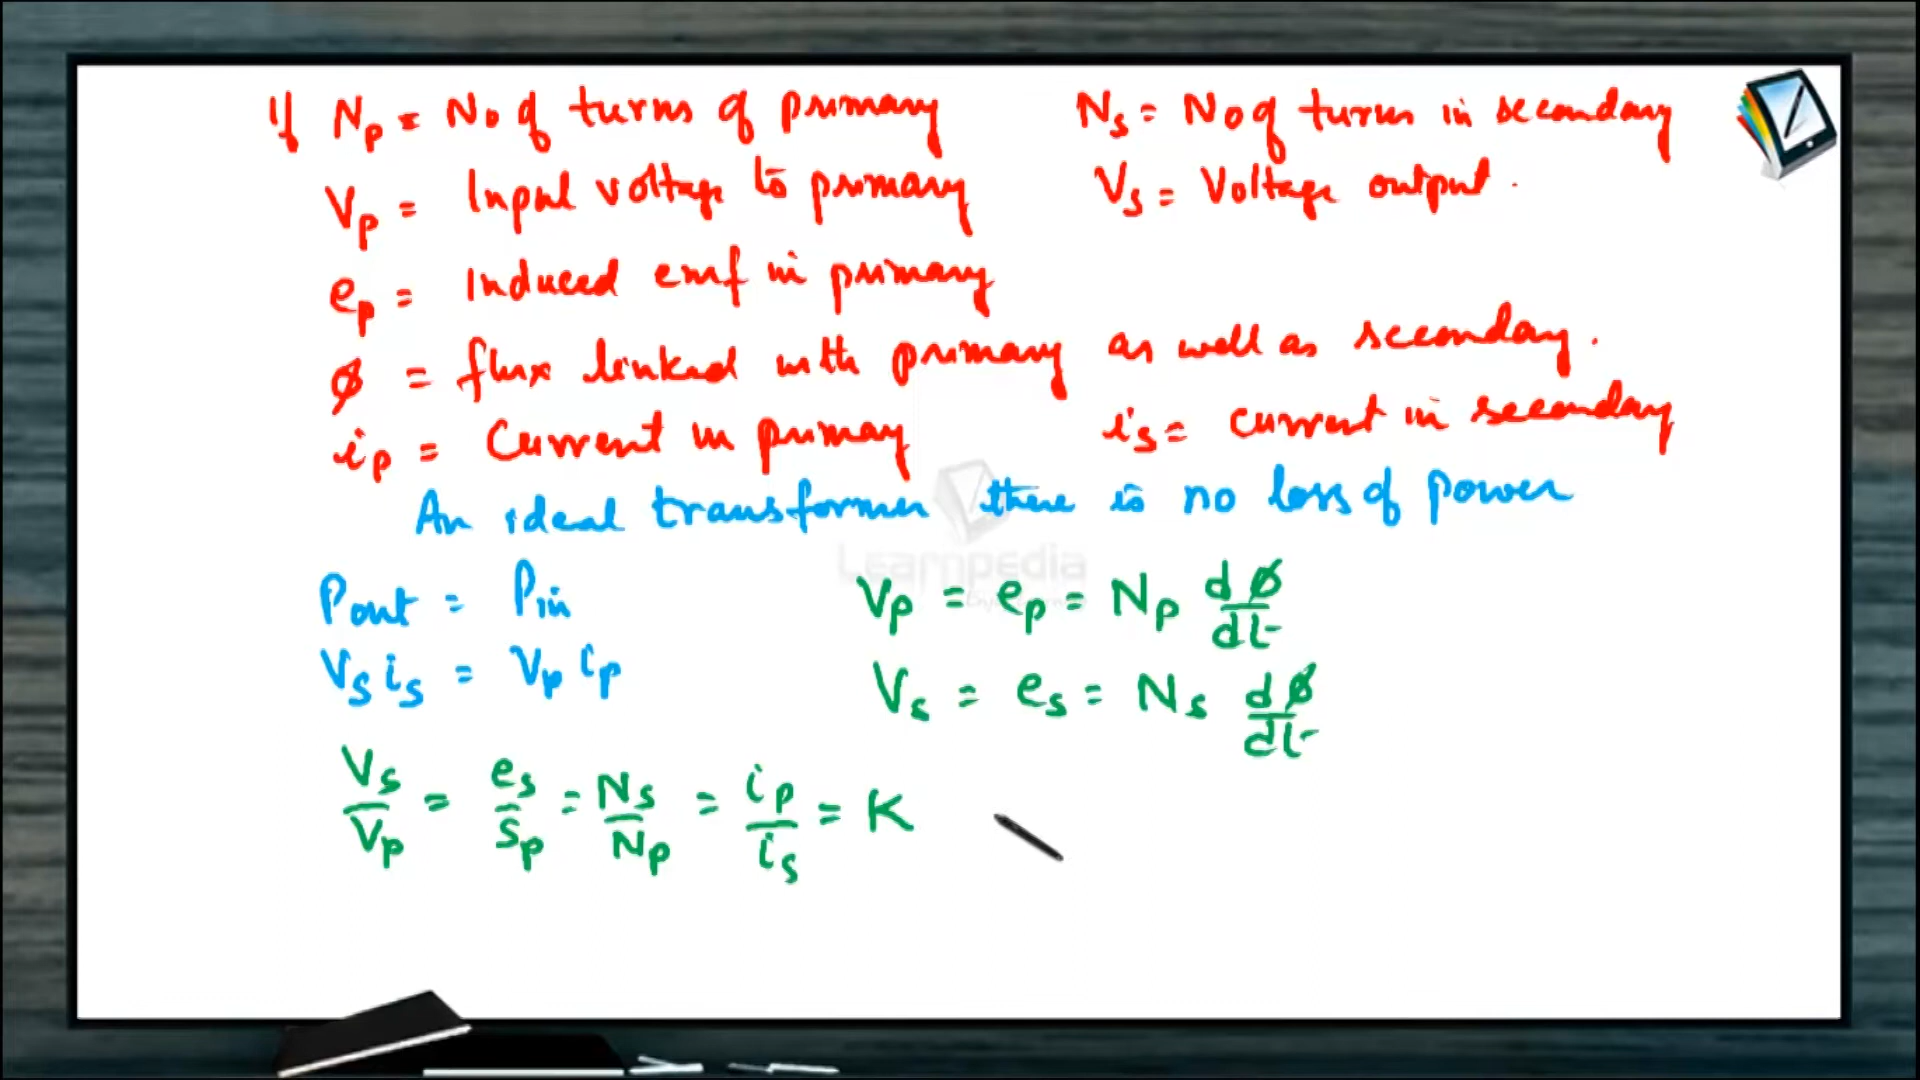 If Np = No of turns of primary Ns = No of turns in secondary
Vp = Input voltage to primary Vs = Voltage output.
ep = Induced emf in primary
ϕ = flux linked with primary as well as secondary.
ip = Current in primary is = current in secondary
An ideal transformer there is no loss of power
Learnpedia
Pout = Pin
Vs is = Vp ip
Vp = ep = Np dϕ/dt
Vs = es = Ns dϕ/dt
Vs/Vp = es/sp = Ns/Np = ip/is = K